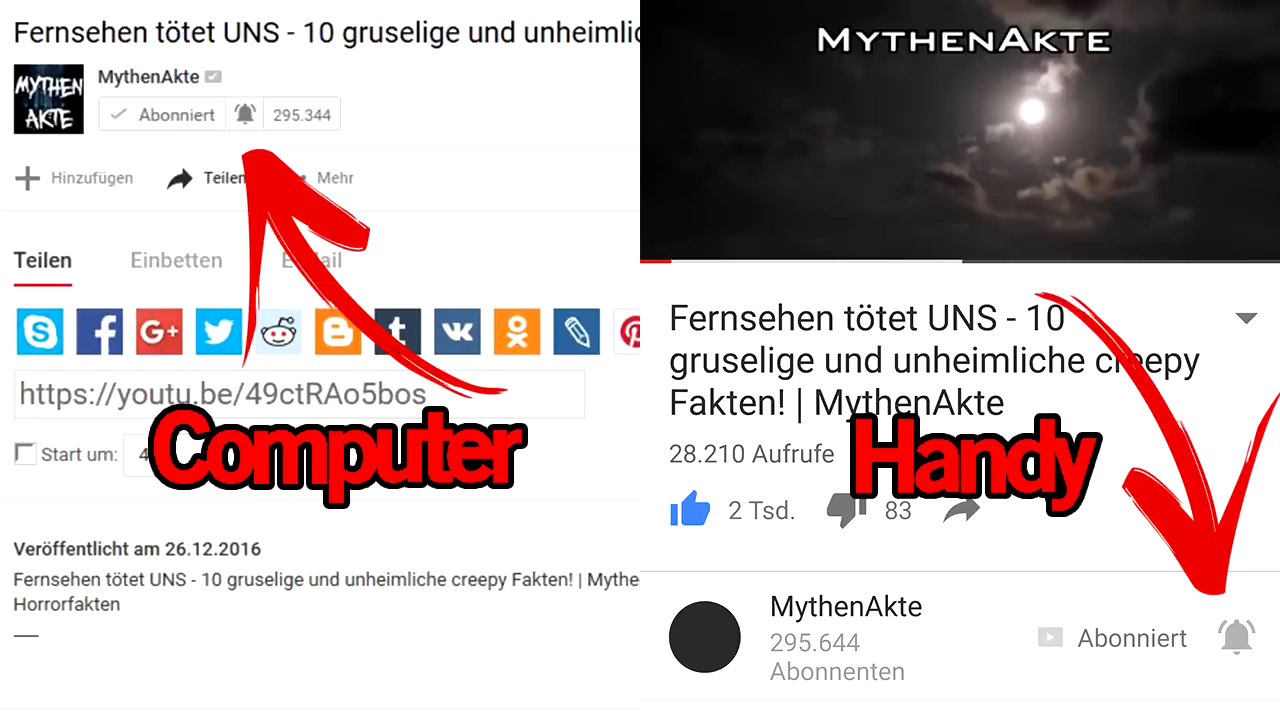 Fernsehen tötet UNS - 10 gruselige und unheimlic
MYTHEN
AKTE
MythenAkte
Abonniert 295.344
Hinzufügen Teilen Mehr
Teilen Einbetten
https://youtu.be/49ctRAo5bos
Computer
Start um: 4
Veröffentlicht am 26.12.2016
Fernsehen tötet UNS - 10 gruselige und unheimliche creepy Fakten! | Mythe
Horrorfakten
MYTHENAKTE
Fernsehen tötet UNS - 10
gruselige und unheimliche creepy
Fakten! | MythenAkte
28.210 Aufrufe
Handy
2 Tsd. 83
MythenAkte
295.644
Abonnenten
Abonniert